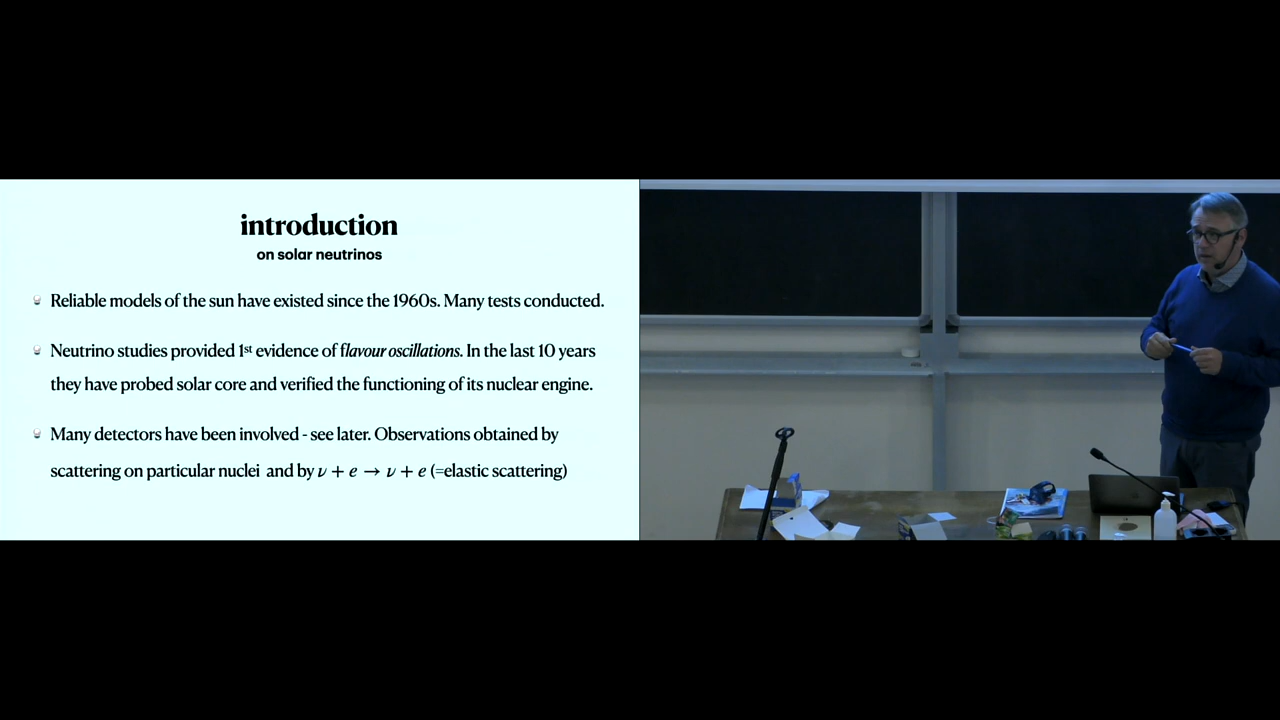 introduction
on solar neutrinos
Reliable models of the sun have existed since the 1960s. Many tests conducted.
Neutrino studies provided 1st evidence of flavour oscillations. In the last 10 years
they have probed solar core and verified the functioning of its nuclear engine.
Many detectors have been involved - see later. Observations obtained by
scattering on particular nuclei and by ν + e → ν + e (=elastic scattering)